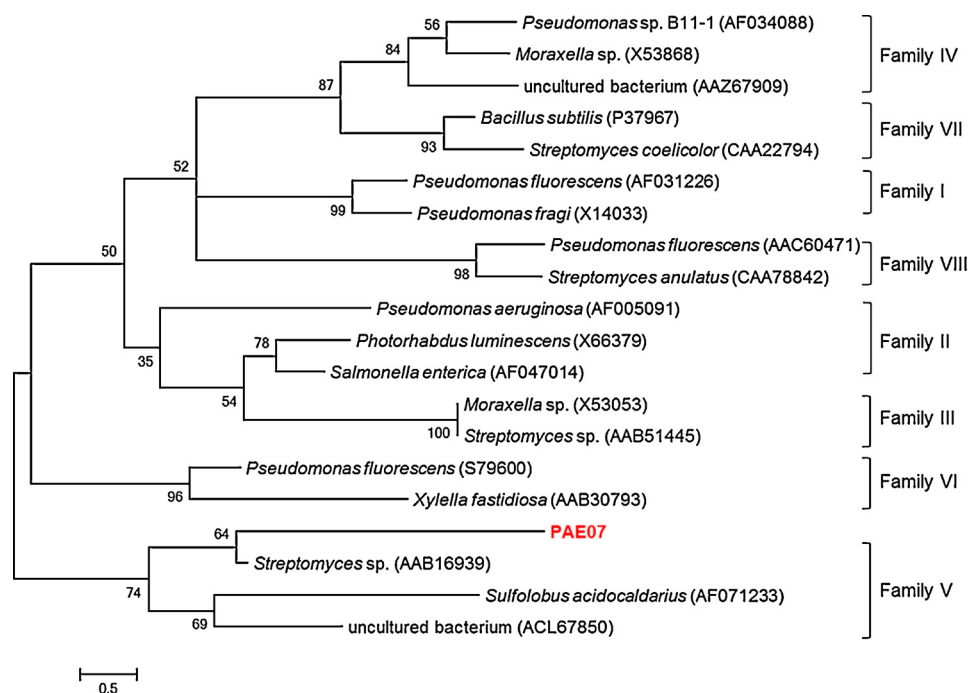 Pseudomonas sp. B11-1 (AF034088)
56
Moraxella sp. (X53868)
84
Family IV
uncultured bacterium (AAZ67909)
87
Bacillus subtilis (P37967)
Family VII
93
Streptomyces coelicolor (CAA22794)
52
Pseudomonas fluorescens (AF031226)
Family I
99
Pseudomonas fragi (X14033)
50
Pseudomonas fluorescens (AAC60471)
Family VIII
98
Streptomyces anulatus (CAA78842)
Pseudomonas aeruginosa (AF005091)
35
78
Photorhabdus luminescens (X66379)
Family II
Salmonella enterica (AF047014)
54
Moraxella sp. (X53053)
Family III
100
Streptomyces sp. (AAB51445)
Pseudomonas fluorescens (S79600)
Family VI
96
Xylella fastidiosa (AAB30793)
64
PAE07
Streptomyces sp. (AAB16939)
74
Family V
Sulfolobus acidocaldarius (AF071233)
69
uncultured bacterium (ACL67850)
0.5